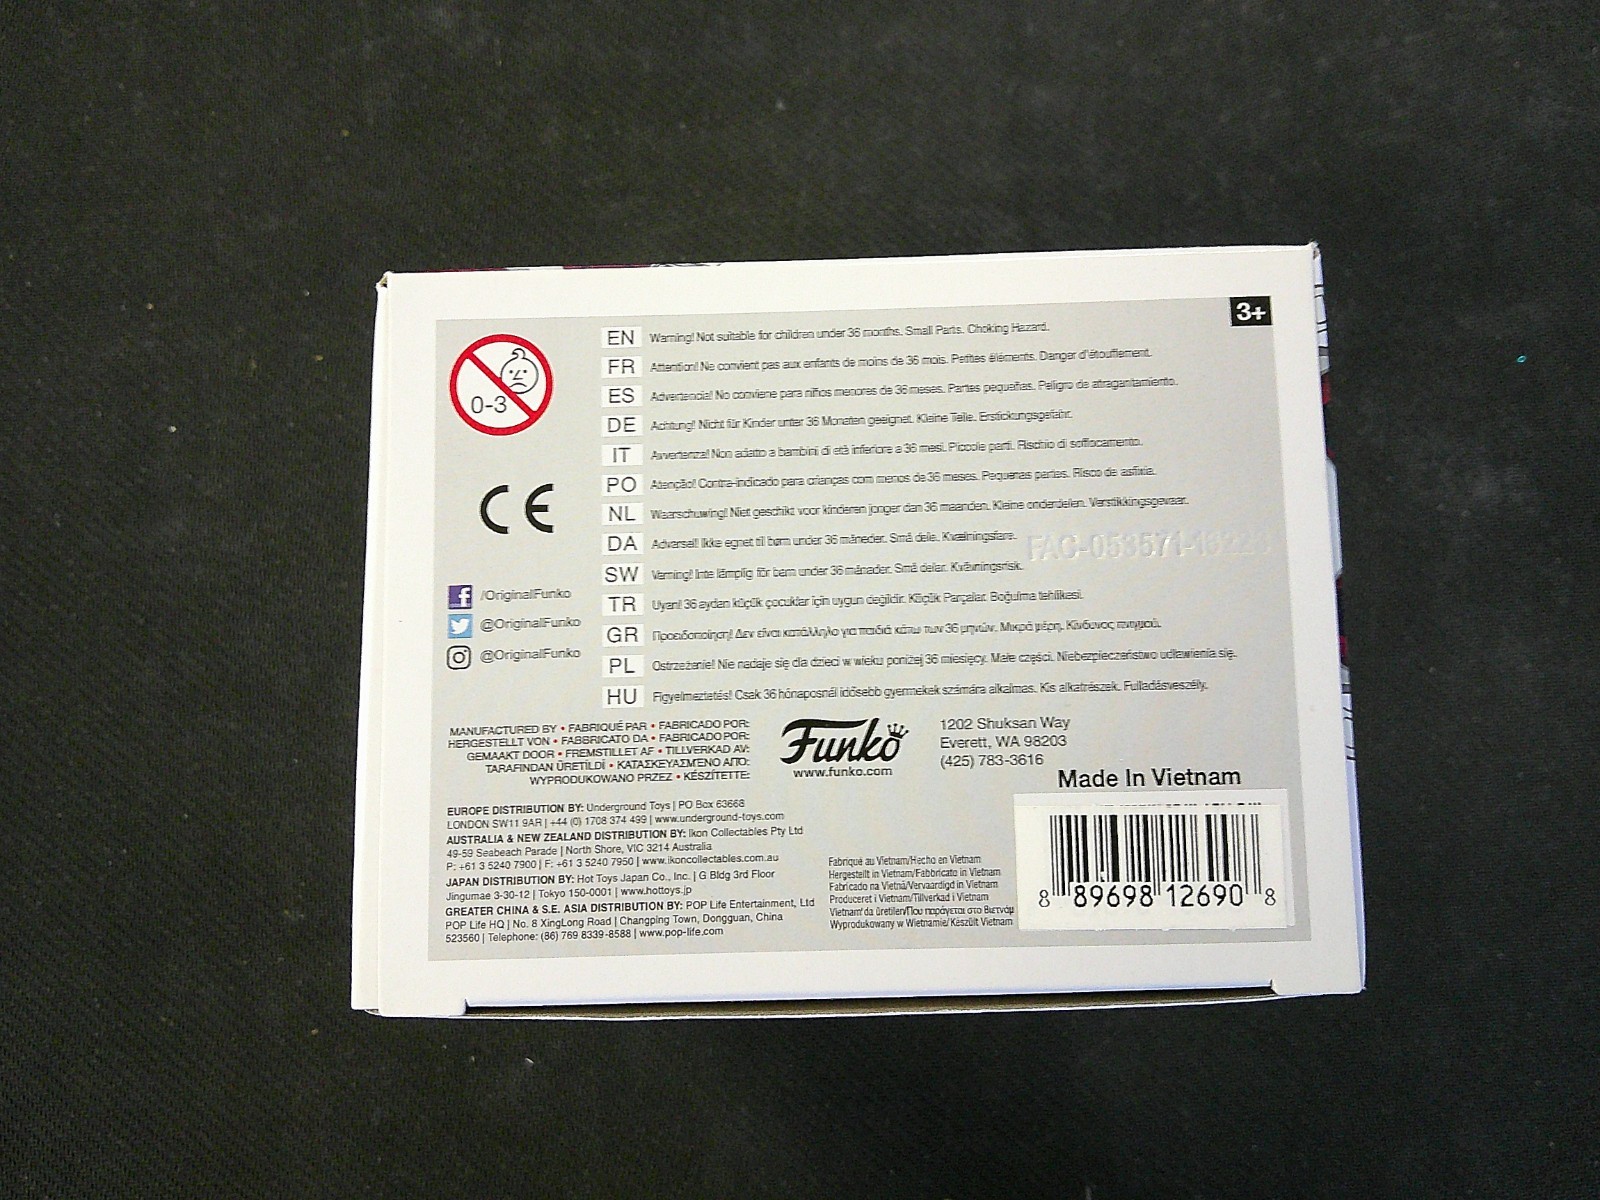 3+
0-3
EN Warning! Not suitable for children under 36 months. Small Parts. Choking Hazard.
FR Attention! Ne convient pas aux enfants de moins de 36 mois. Petites éléments. Danger d'étouffement.
ES Advertencia! No conviene para niños menores de 36 meses. Partes pequeñas. Peligro de atragantamiento.
DE Achtung! Nicht für Kinder unter 36 Monaten geeignet. Kleine Teile. Erstickungsgefahr.
IT Avvertenza! Non adatto a bambini di età inferiore a 36 mesi. Piccole parti. Rischio di soffocamento.
PO Atenção! Contra-indicado para crianças com menos de 36 meses. Pequenas partes. Risco de asfixia.
NL Waarschuwing! Niet geschikt voor kinderen jonger dan 36 maanden. Kleine onderdelen. Verstikkingsgevaar.
DA Advarsel! Ikke egnet til børn under 36 måneder. Små dele. Kvælningsfare.
FAC-053571-16
SW Varning! Inte lämplig för barn under 36 månader. Små delar. Kvävningsrisk.
TR Uyarı! 36 aydan küçük çocuklar için uygun değildir. Küçük Parçalar. Boğulma tehlikesi.
GR Προειδοποίηση! Δεν είναι κατάλληλο για παιδιά κάτω των 36 μηνών. Μικρά μέρη. Κίνδυνος πνιγμού.
PL Ostrzeżenie! Nie nadaje się dla dzieci w wieku poniżej 36 miesięcy. Małe części. Niebezpieczeństwo udławienia się.
HU Figyelmeztetés! Csak 36 hónaposnál idősebb gyermekek számára alkalmas. Kis alkatrészek. Fulladásveszély.
CE
/OriginalFunko
@OriginalFunko
@OriginalFunko
MANUFACTURED BY • FABRIQUÉ PAR • FABRICADO POR:
HERGESTELLT VON • FABBRICATO DA • FABRICADO POR:
GEMAAKT DOOR • FREMSTILLET AF • TILLVERKAD AV:
TARAFINDAN ÜRETİLDİ • ΚΑΤΑΣΚΕΥΑΣΜΕΝΟ ΑΠΟ:
WYPRODUKOWANO PRZEZ • KÉSZÍTETTE:
Funko
www.funko.com
1202 Shuksan Way
Everett, WA 98203
(425) 783-3616
Made In Vietnam
EUROPE DISTRIBUTION BY: Underground Toys | PO Box 63668
LONDON SW11 9AR | +44 (0) 1708 374 499 | www.underground-toys.com
AUSTRALIA & NEW ZEALAND DISTRIBUTION BY: Ikon Collectables Pty Ltd
49-59 Seabeach Parade | North Shore, VIC 3214 Australia
P: +61 3 5240 7900 | F: +61 3 5240 7950 | www.ikoncollectables.com.au
JAPAN DISTRIBUTION BY: Hot Toys Japan Co., Inc. | G Bldg 3rd Floor
Jingumae 3-30-12 | Tokyo 150-0001 | www.hottoys.jp
GREATER CHINA & S.E. ASIA DISTRIBUTION BY: POP Life Entertainment, Ltd
POP Life HQ | No. 8 XingLong Road | Changping Town, Dongguan, China
523560 | Telephone: (86) 769 8339-8588 | www.pop-life.com
Fabriqué au Vietnam/Hecho en Vietnam
Hergestellt in Vietnam/Fabbricato in Vietnam
Fabricado na Vietnã/Vervaardigd in Vietnam
Produceret i Vietnam/Tillverkad i Vietnam
Vietnam'da üretilen/Που παράγεται στο Βιετνάμ
Wyprodukowany w Wietnamie/Készült Vietnam
8 89698 12690 8